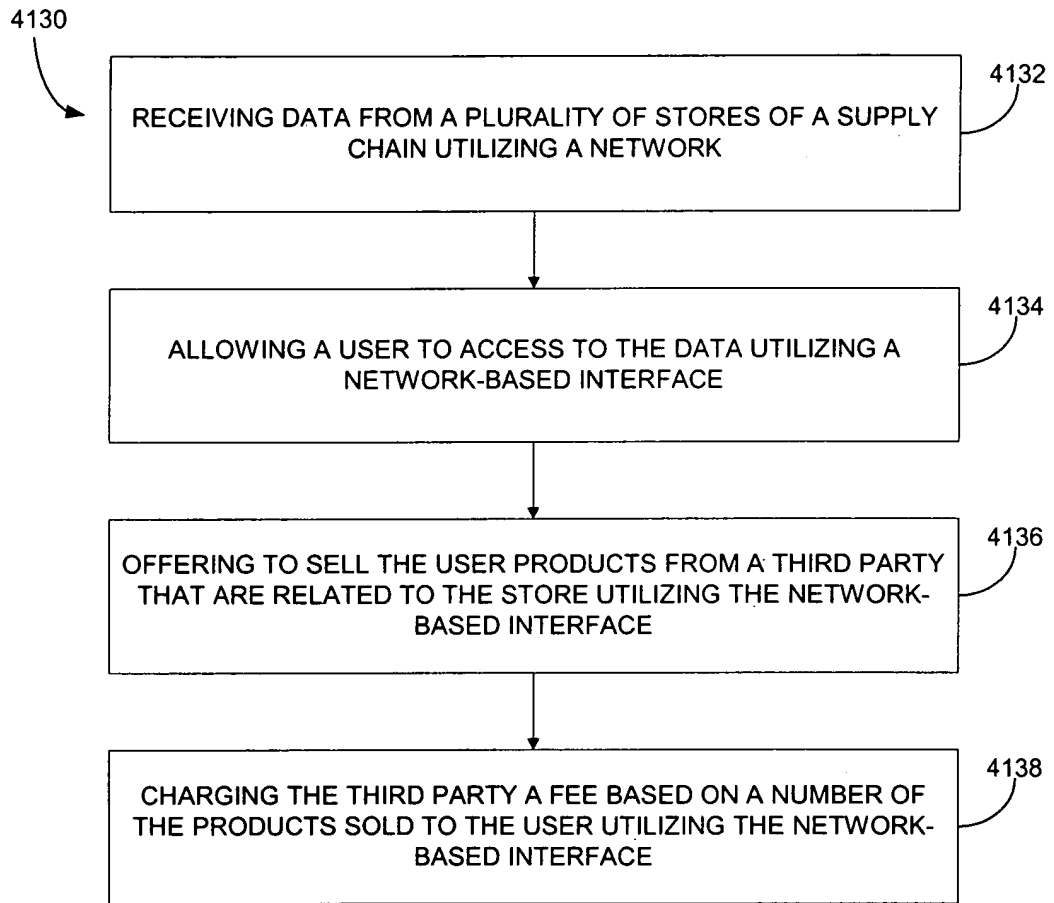 4130
4132
RECEIVING DATA FROM A PLURALITY OF STORES OF A SUPPLY
CHAIN UTILIZING A NETWORK
4134
ALLOWING A USER TO ACCESS TO THE DATA UTILIZING A
NETWORK-BASED INTERFACE
4136
OFFERING TO SELL THE USER PRODUCTS FROM A THIRD PARTY
THAT ARE RELATED TO THE STORE UTILIZING THE NETWORK-
BASED INTERFACE
4138
CHARGING THE THIRD PARTY A FEE BASED ON A NUMBER OF
THE PRODUCTS SOLD TO THE USER UTILIZING THE NETWORK-
BASED INTERFACE